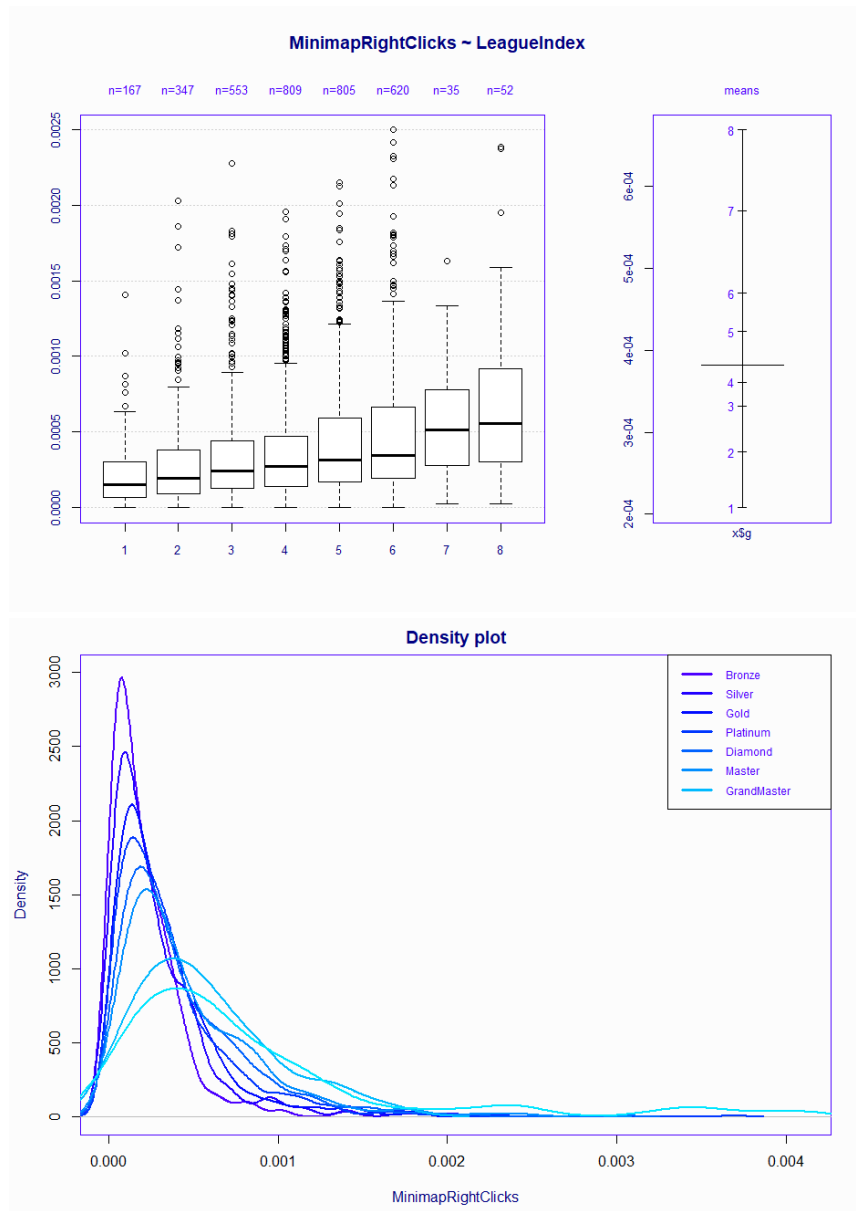 MinimapRightClicks ~ LeagueIndex
n=167 n=347 n=553 n=809 n=805 n=620 n=35 n=52 means
0.0025
0.0020
0.0015
0.0010
0.0005
0.0000
1 2 3 4 5 6 7 8
6e-04
5e-04
4e-04
3e-04
2e-04
8
7
6
5
4
3
2
1
x$g
Density plot
3000
2500
2000
1500
1000
500
0
Density
Bronze
Silver
Gold
Platinum
Diamond
Master
GrandMaster
0.000 0.001 0.002 0.003 0.004
MinimapRightClicks